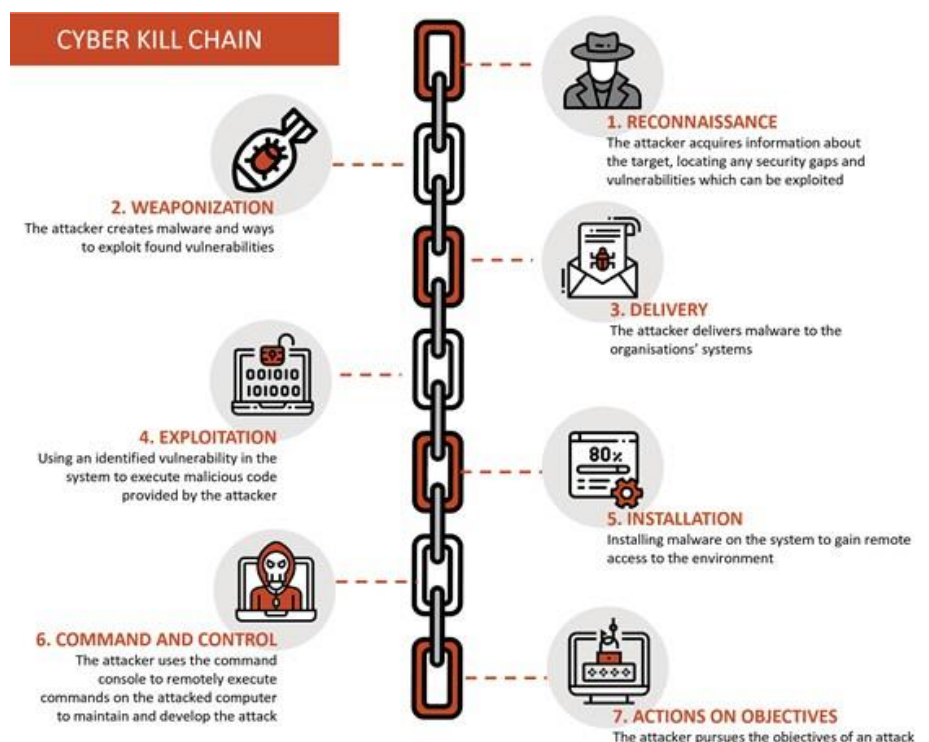 CYBER KILL CHAIN
1. RECONNAISSANCE
The attacker acquires information about
the target, locating any security gaps and
vulnerabilities which can be exploited
2. WEAPONIZATION
The attacker creates malware and ways
to exploit found vulnerabilities
3. DELIVERY
The attacker delivers malware to the
organisations' systems
001010
101000
4. EXPLOITATION
Using an identified vulnerability in the
system to execute malicious code
provided by the attacker
80%
5. INSTALLATION
Installing malware on the system to gain remote
access to the environment
6. COMMAND AND CONTROL
The attacker uses the command
console to remotely execute
commands on the attacked computer
to maintain and develop the attack
7. ACTIONS ON OBJECTIVES
The attacker pursues the objectives of an attack